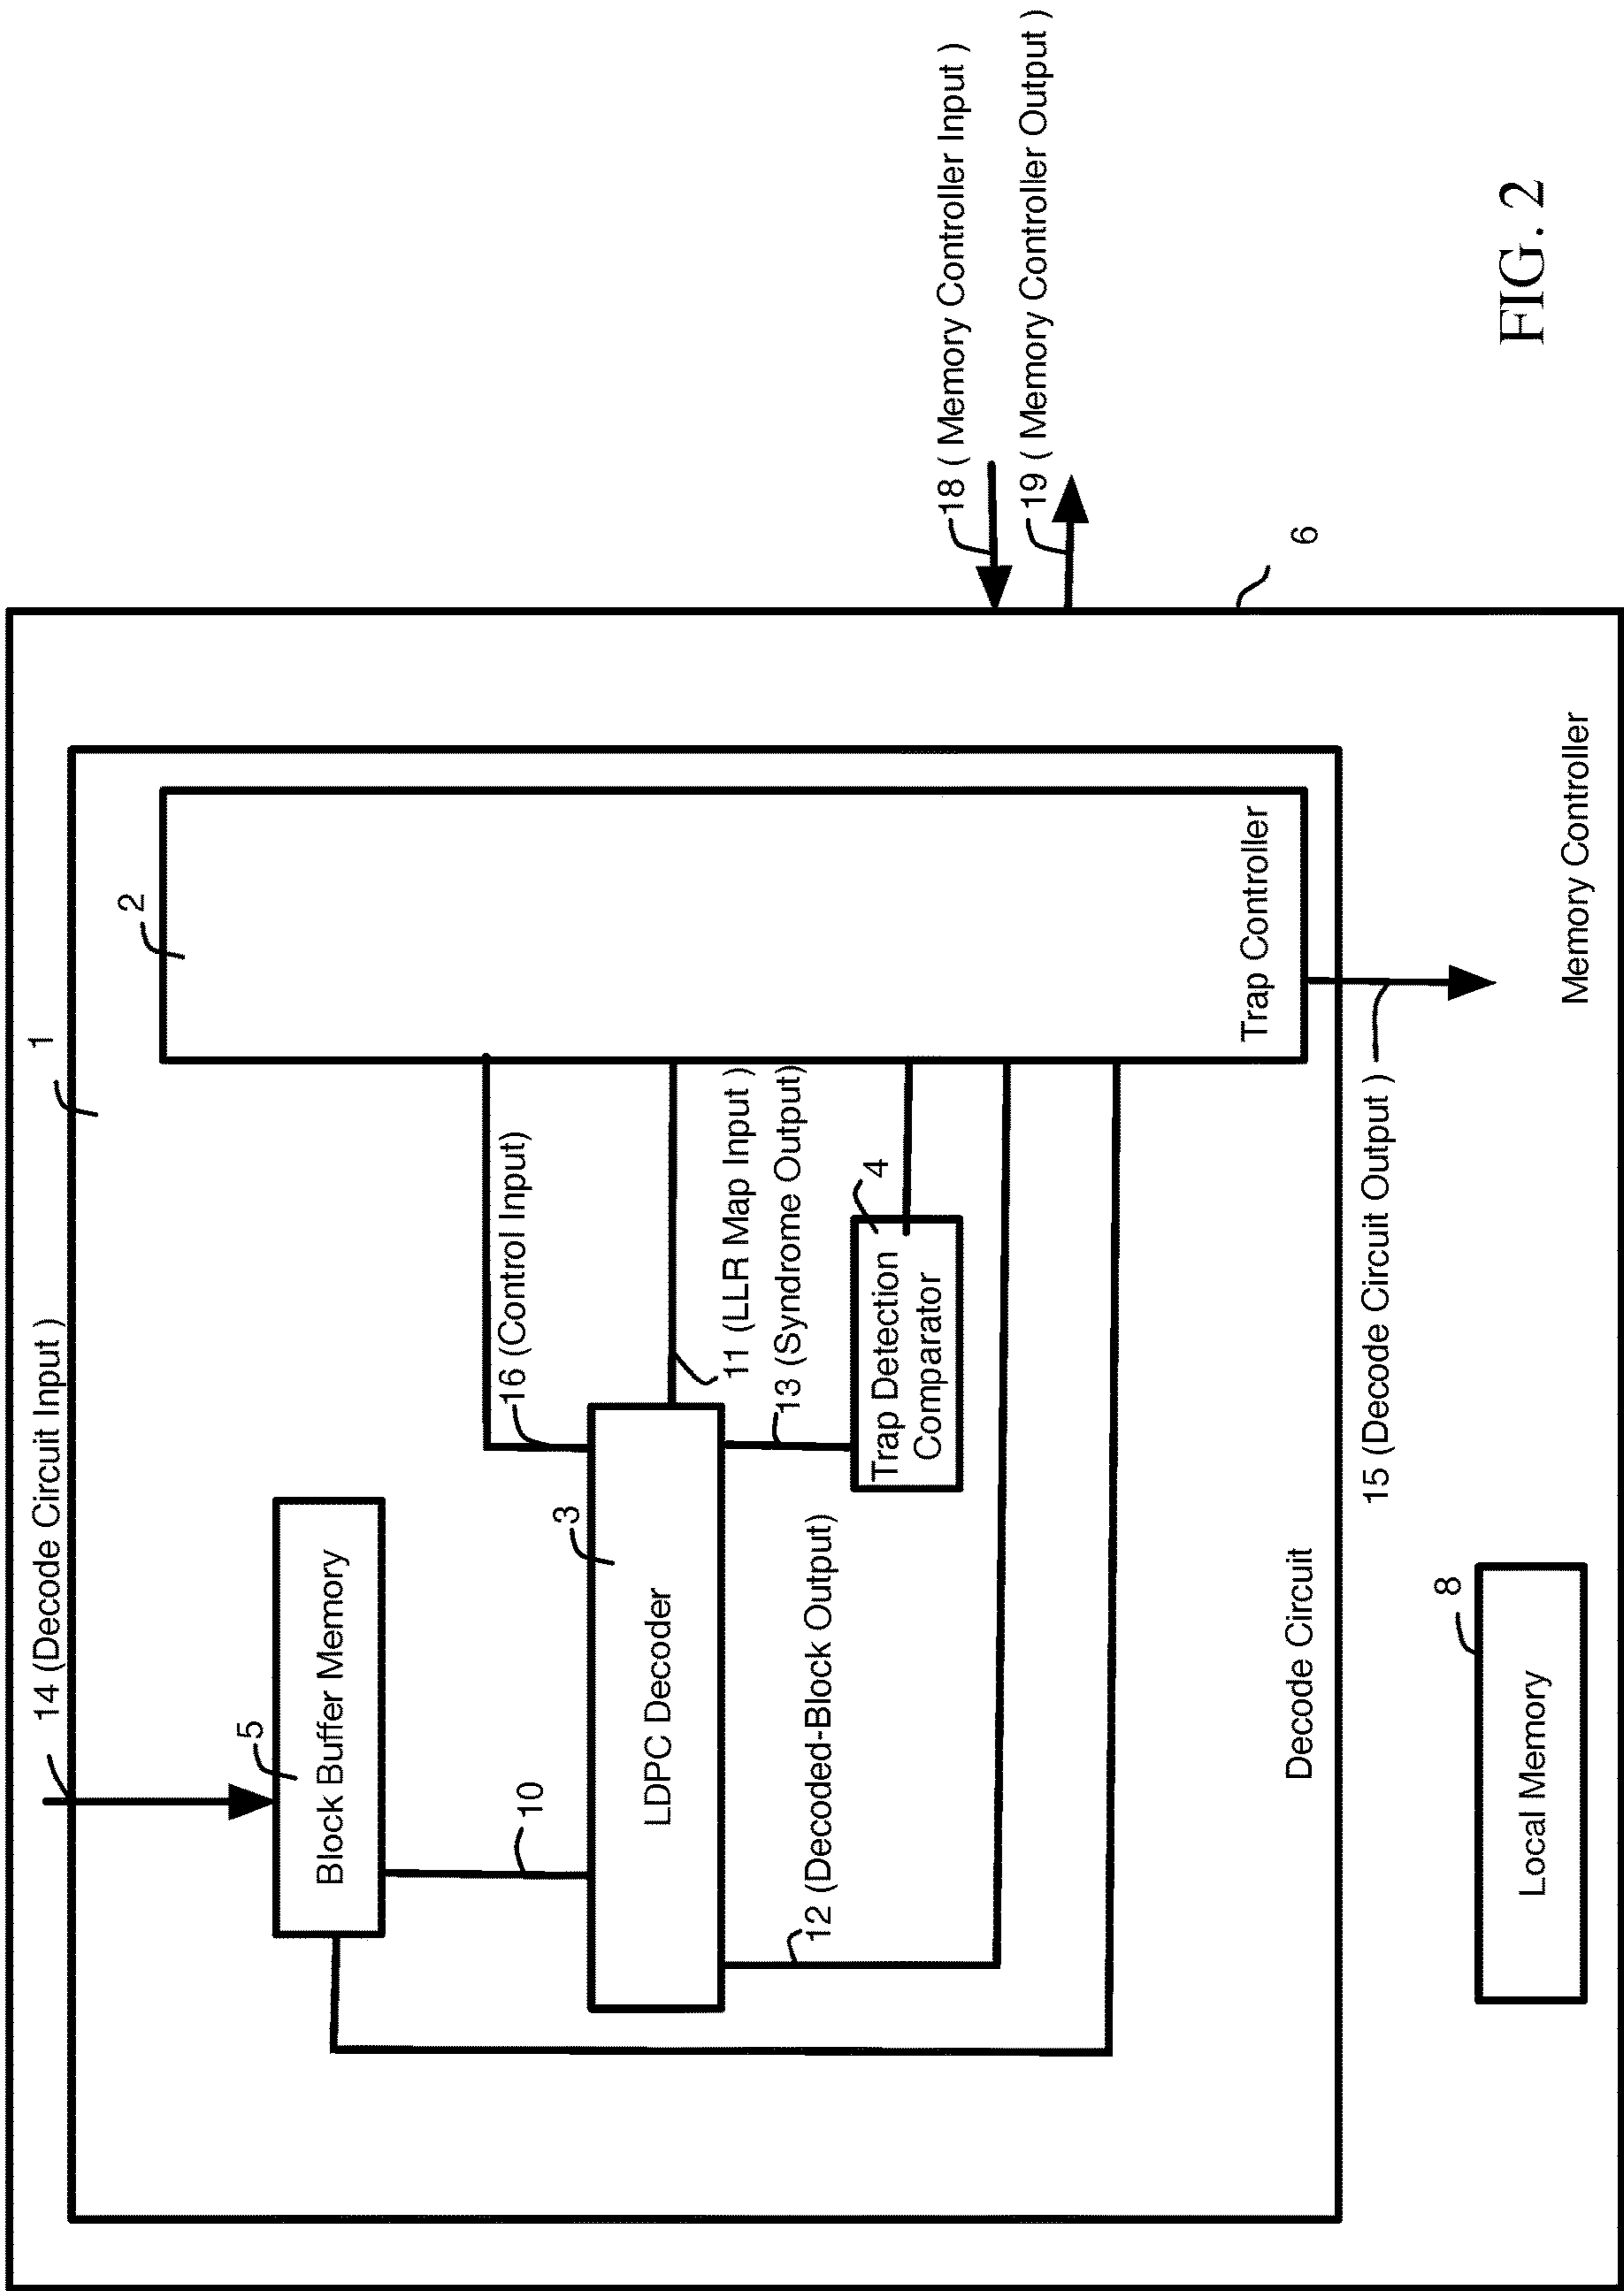 14 (Decode Circuit Input )
1
5
Block Buffer Memory
2
10
16 (Control Input)
3
LDPC Decoder
11 (LLR Map Input )
13 (Syndrome Output)
12 (Decoded-Block Output)
4
Trap Detection
Comparator
Trap Controller
Decode Circuit
15 (Decode Circuit Output )
8
Local Memory
Memory Controller
18 ( Memory Controller Input )
19 ( Memory Controller Output )
6
FIG. 2